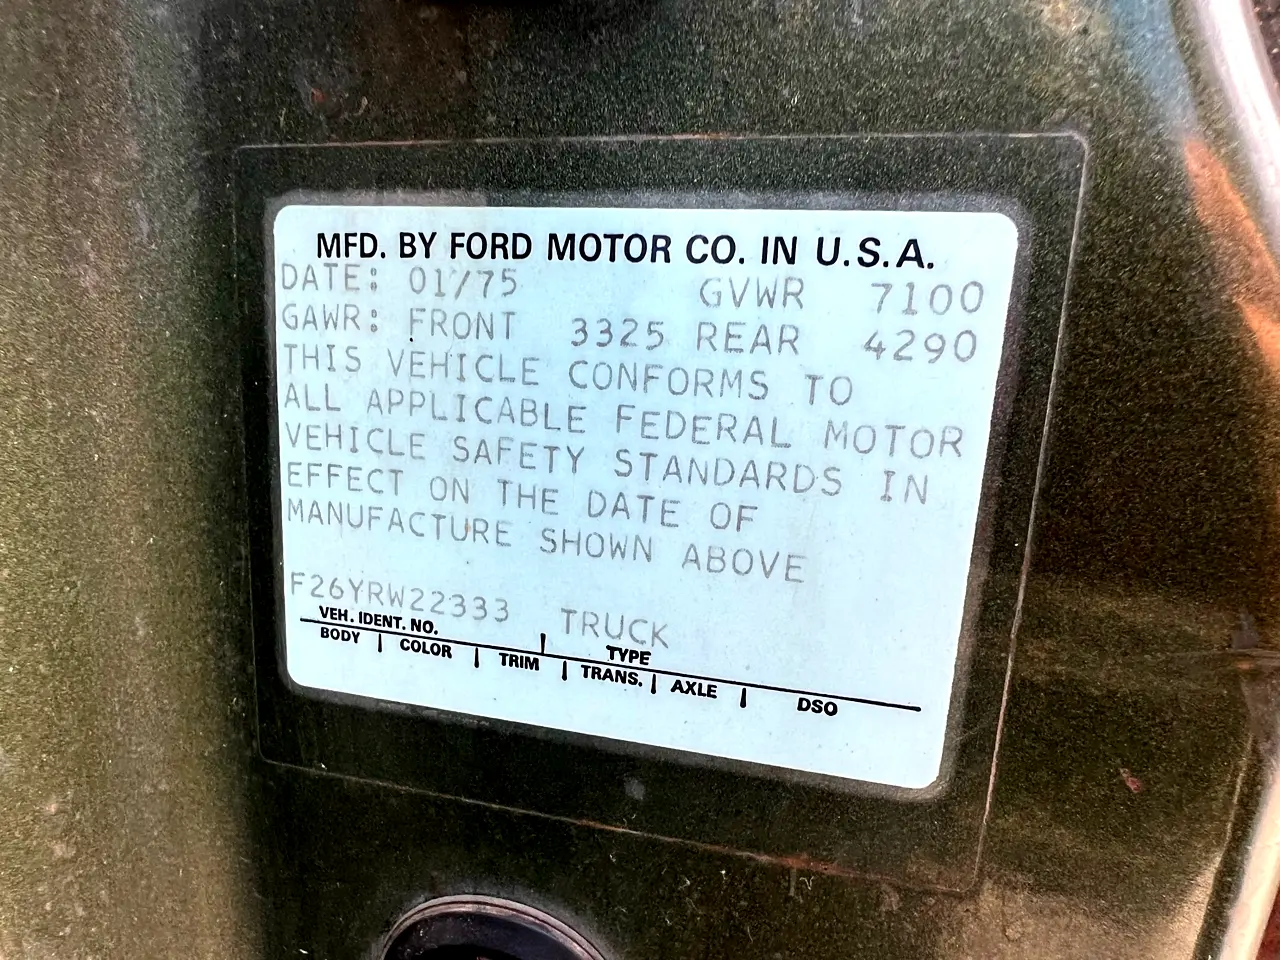 MFD. BY FORD MOTOR CO. IN U.S.A.
DATE: 01/75 GVWR 7100
GAWR: FRONT 3325 REAR 4290
THIS VEHICLE CONFORMS TO
ALL APPLICABLE FEDERAL MOTOR
VEHICLE SAFETY STANDARDS IN
EFFECT ON THE DATE OF
MANUFACTURE SHOWN ABOVE
F26YRW22333 TRUCK
VEH. IDENT. NO. TYPE
BODY COLOR TRIM TRANS. AXLE DSO